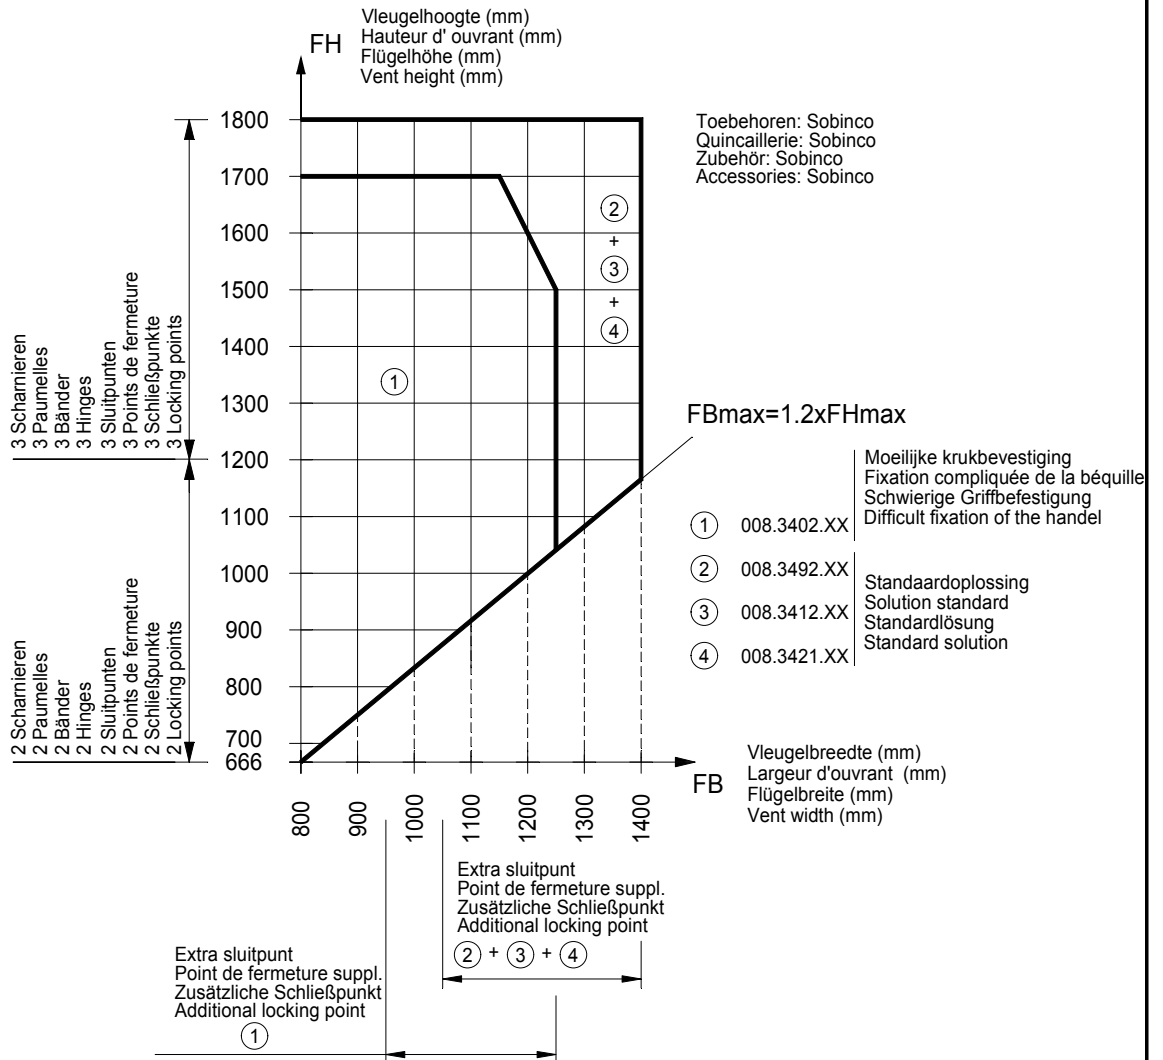 Vleugelhoogte (mm)
FH Hauteur d' ouvrant (mm)
Flügelhöhe (mm)
Vent height (mm)
1800
1700
1600
1500
1400
1300
1200
1100
1000
900
800
700
666
3 Scharnieren
3 Paumelles
3 Bänder
3 Hinges
3 Sluitpunten
3 Points de fermeture
3 Schließpunkte
3 Locking points
2 Scharnieren
2 Paumelles
2 Bänder
2 Hinges
2 Sluitpunten
2 Points de fermeture
2 Schließpunkte
2 Locking points
1
2
+
3
+
4
Toebehoren: Sobinco
Quincaillerie: Sobinco
Zubehör: Sobinco
Accessories: Sobinco
FBmax=1.2xFHmax
Moeilijke krukbevestiging
Fixation compliquée de la béquille
Schwierige Griffbefestigung
1 008.3402.XX Difficult fixation of the handel
2 008.3492.XX
3 008.3412.XX
4 008.3421.XX
Standaardoplossing
Solution standard
Standardlösung
Standard solution
FB
Vleugelbreedte (mm)
Largeur d'ouvrant (mm)
Flügelbreite (mm)
Vent width (mm)
800 900 1000 1100 1200 1300 1400
Extra sluitpunt
Point de fermeture suppl.
Zusätzliche Schließpunkt
Additional locking point
2 + 3 + 4
Extra sluitpunt
Point de fermeture suppl.
Zusätzliche Schließpunkt
Additional locking point
1